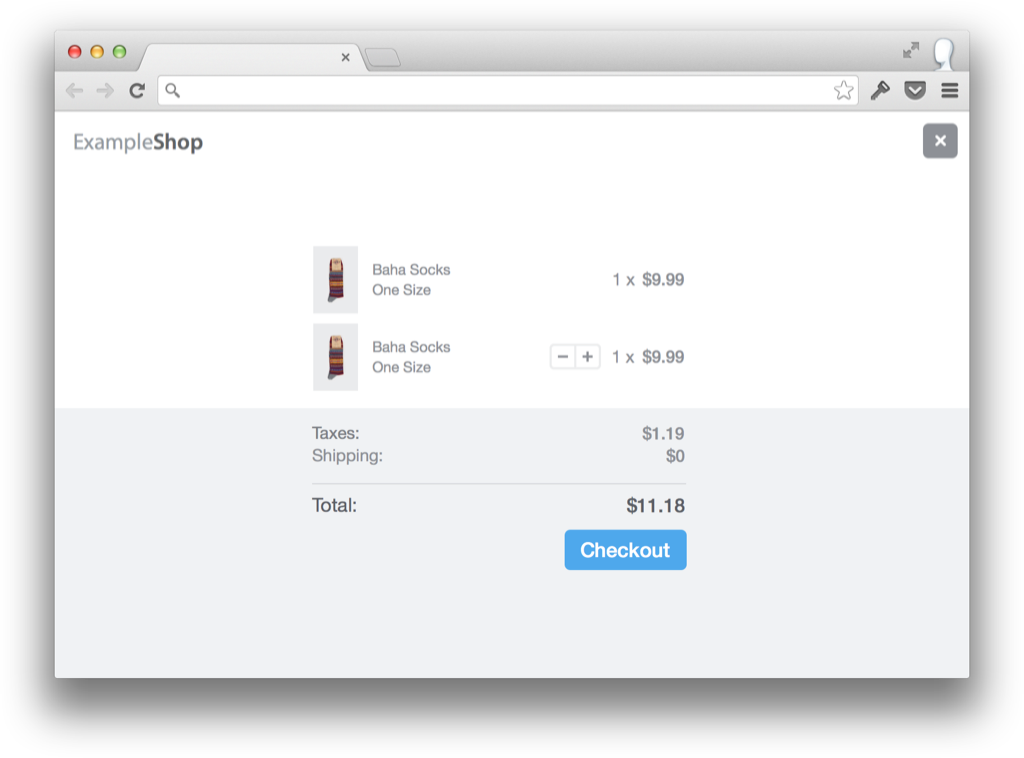 ExampleShop
Baha Socks
One Size
1 x $9.99
Baha Socks
One Size
1 x $9.99
Taxes: $1.19
Shipping: $0
Total: $11.18
Checkout